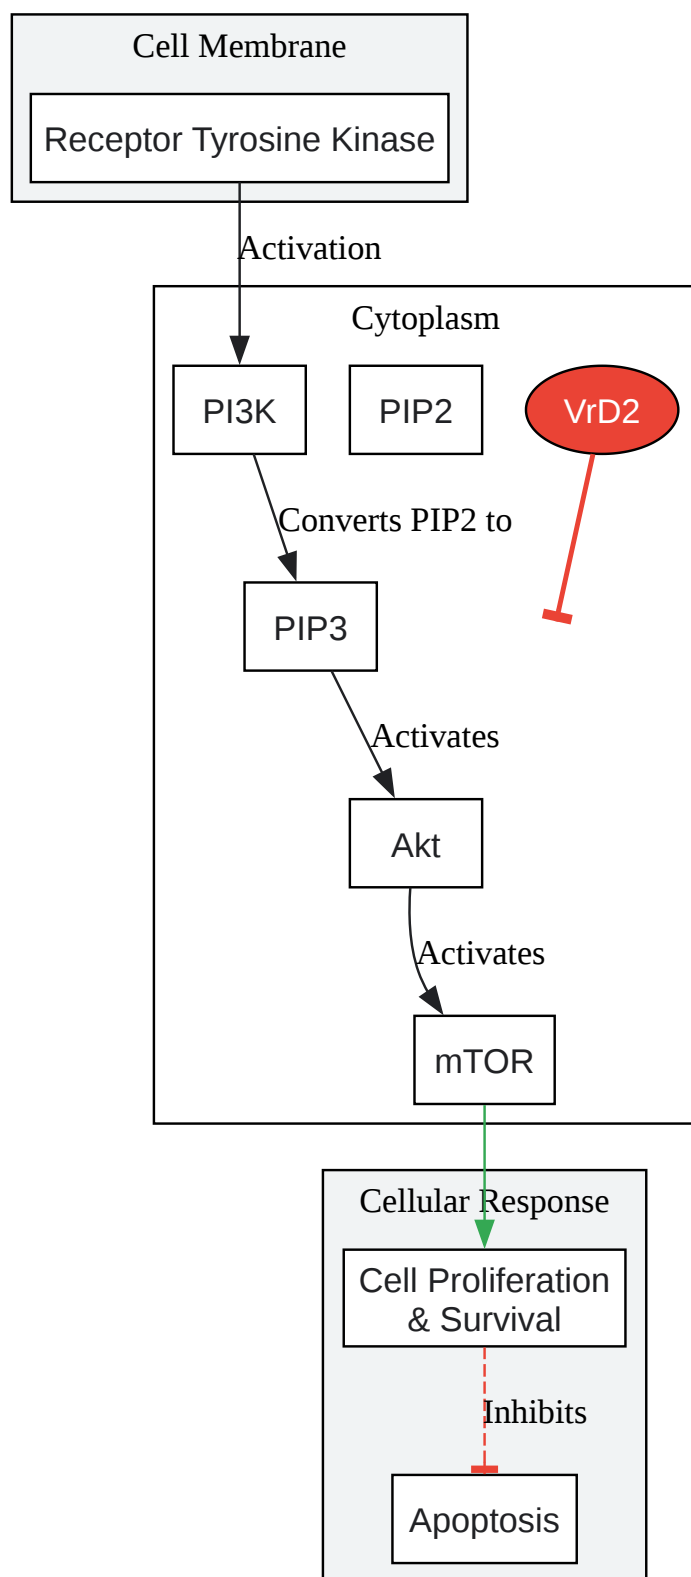 Cell Membrane
Receptor Tyrosine Kinase
Activation
Cytoplasm
PI3K
PIP2
VrD2
Converts PIP2 to
PIP3
Activates
Akt
Activates
mTOR
Cellular Response
Cell Proliferation
& Survival
Inhibits
Apoptosis